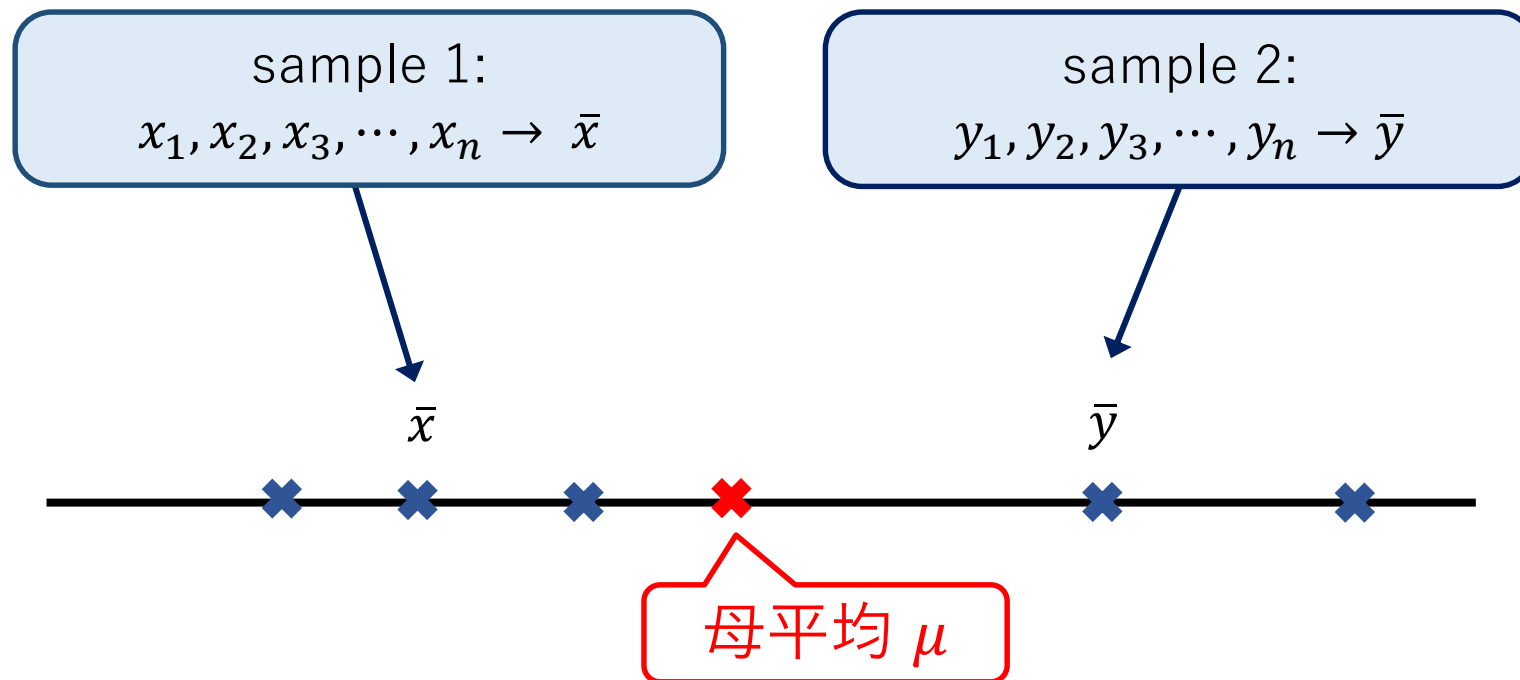 sample 1:
x₁, x₂, x₃, ⋯, xₙ → x̄
sample 2:
y₁, y₂, y₃, ⋯, yₙ → ȳ
x̄
ȳ
母平均 μ